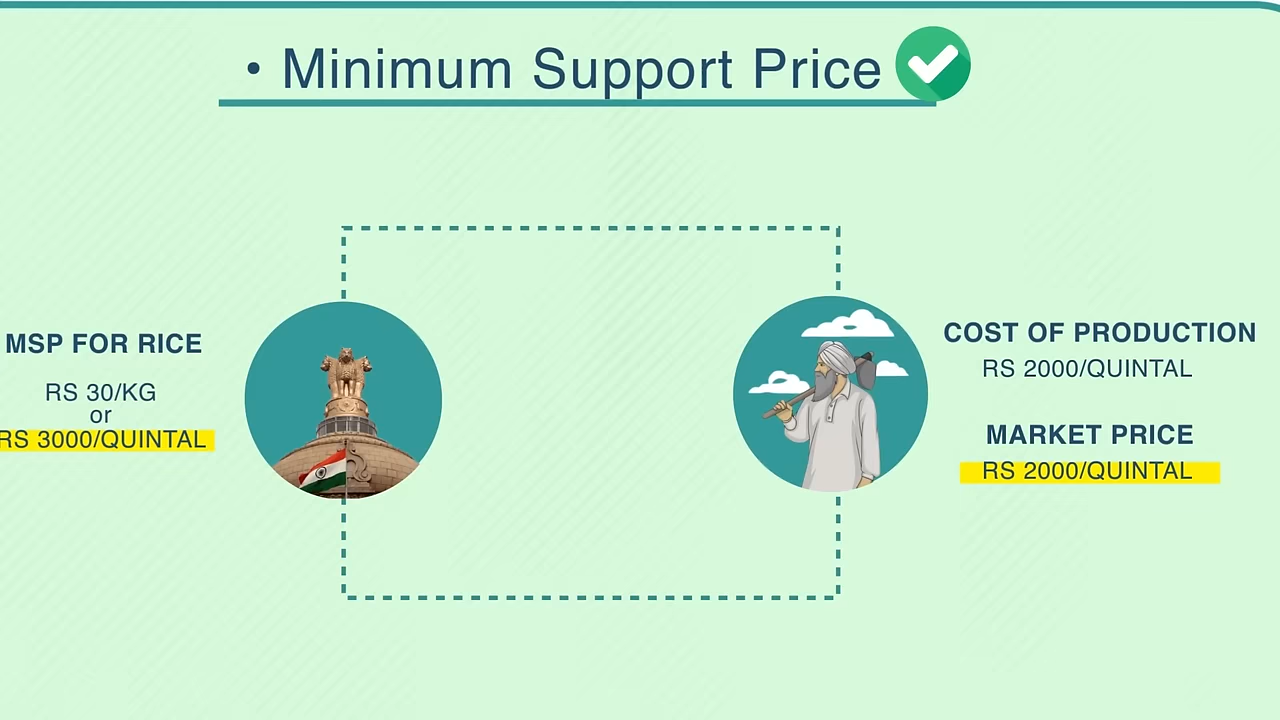 • Minimum Support Price
MSP FOR RICE
RS 30/KG
or
RS 3000/QUINTAL
COST OF PRODUCTION
RS 2000/QUINTAL
MARKET PRICE
RS 2000/QUINTAL